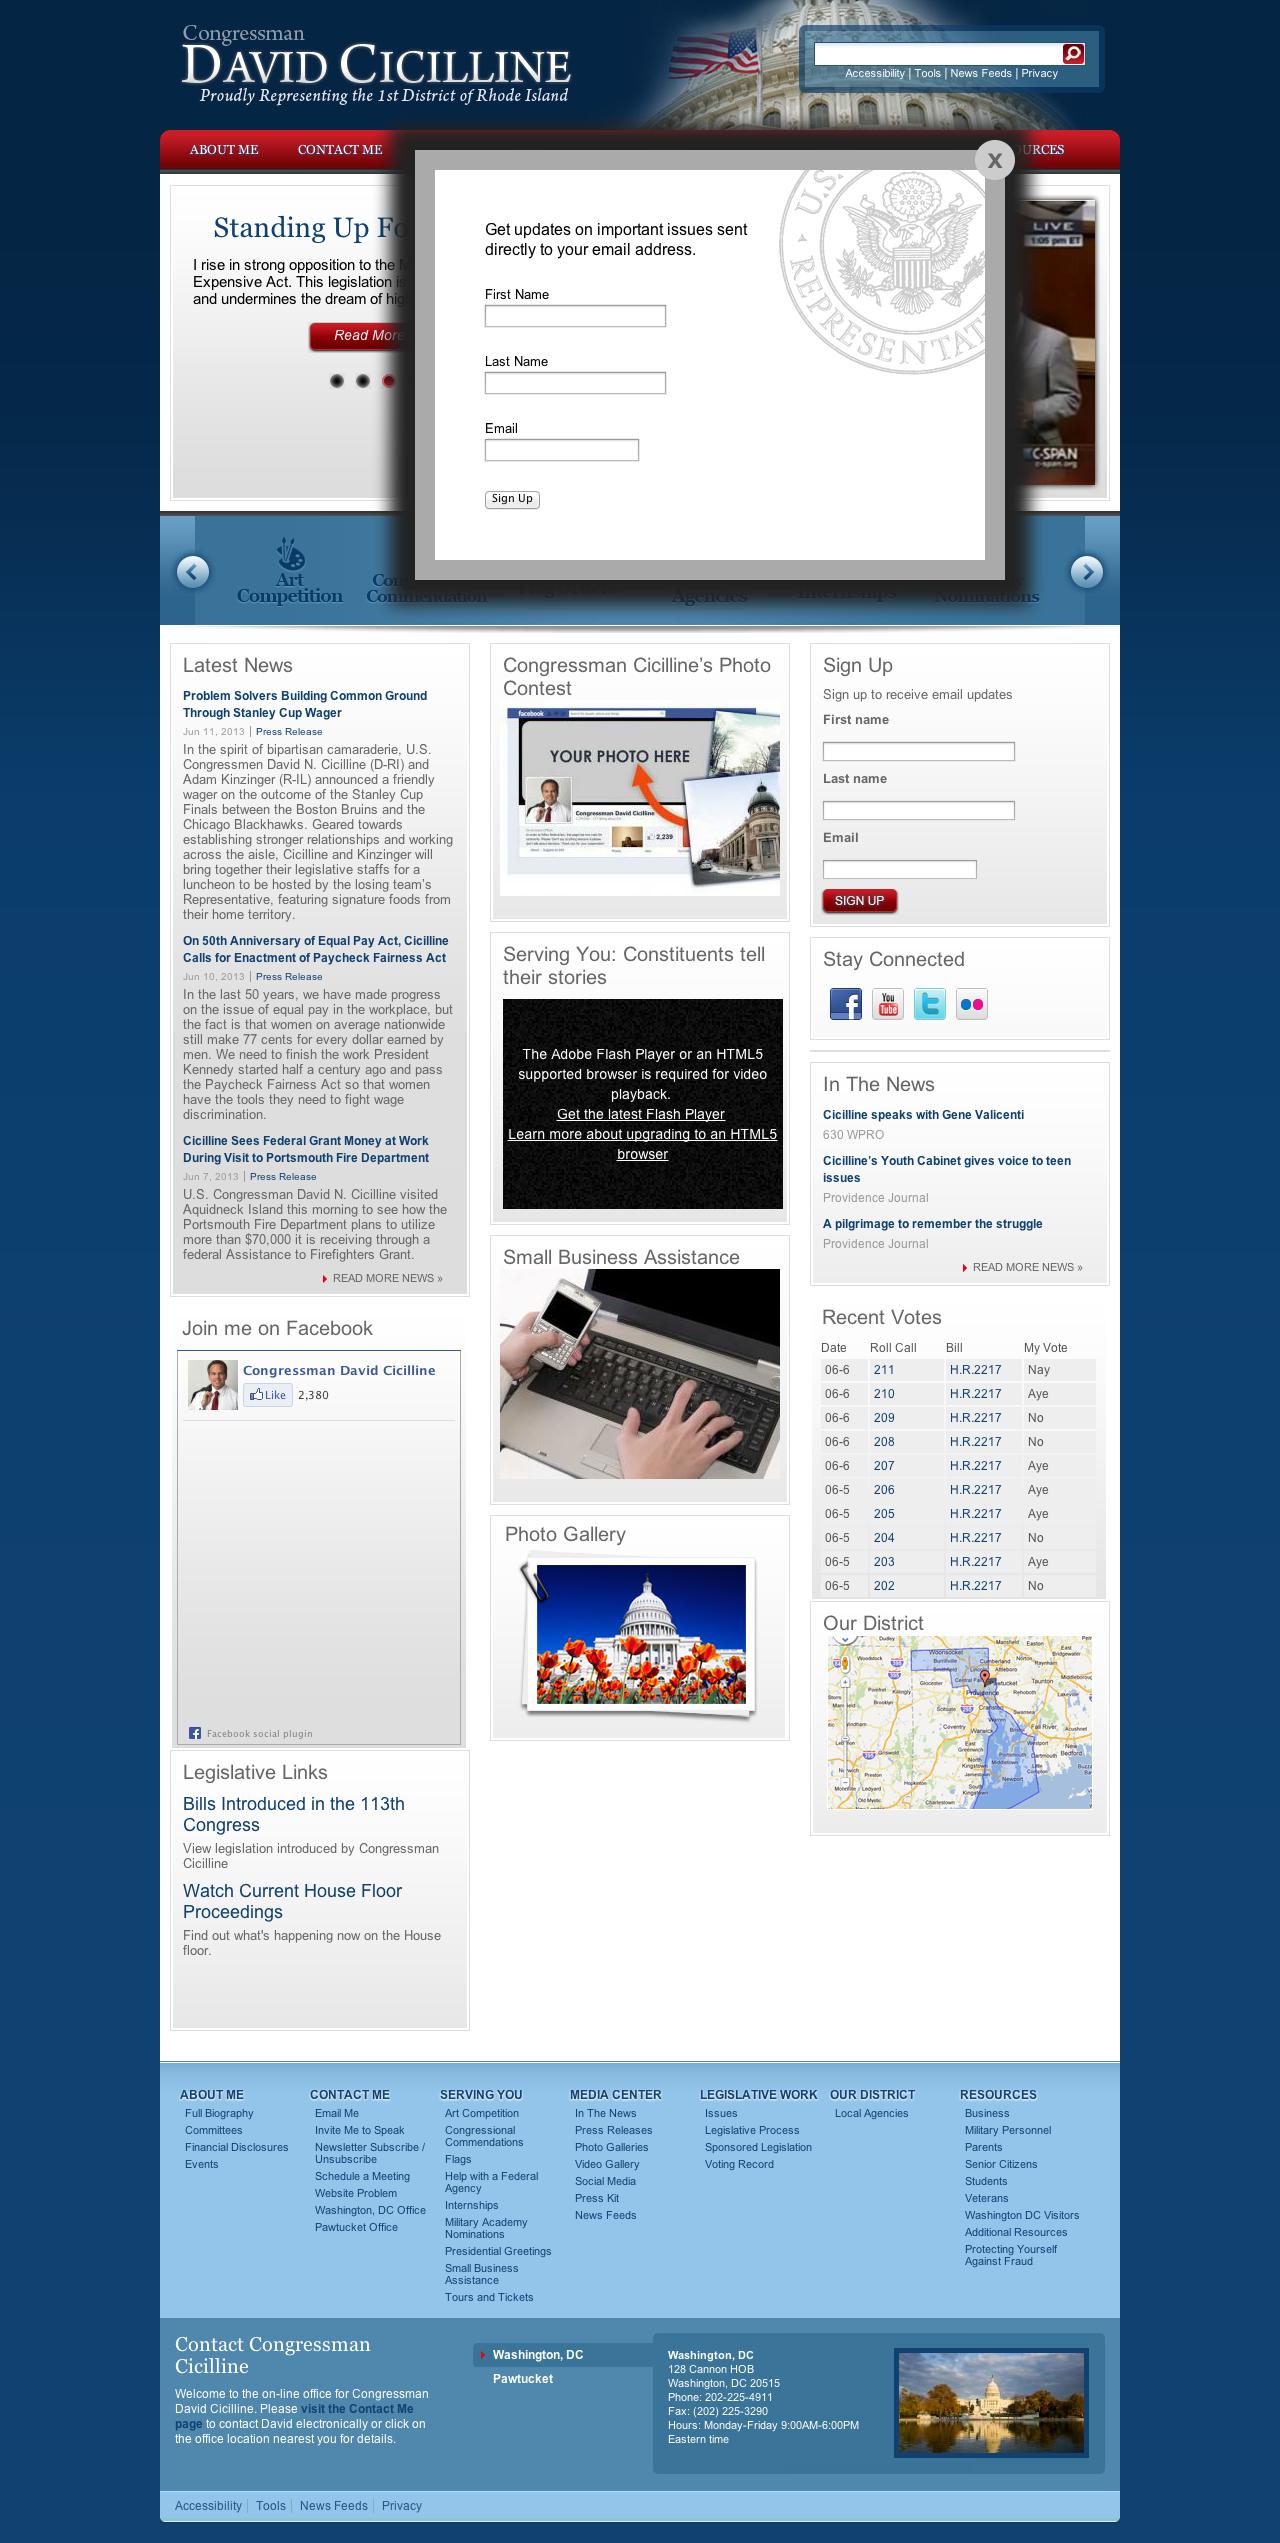 Congressman
DAVID CICILLINE
Proudly Representing the 1st District of Rhode Island
Accessibility | Tools | News Feeds | Privacy
ABOUT ME
CONTACT ME
x
Standing Up
I rise in strong opposition to the
Expensive Act. This legislation
and undermines the dream of
Read More
LIVE
1:05 pm ET
C-SPAN
c-span.org
Get updates on important issues sent
directly to your email address.
First Name
Last Name
Email
Sign Up
U.S.
REPRESENTAT
Art
Competition
Commendation
Agencies
Internships
Nominations
Latest News
Problem Solvers Building Common Ground
Through Stanley Cup Wager
Jun 11, 2013 | Press Release
In the spirit of bipartisan camaraderie, U.S.
Congressmen David N. Cicilline (D-RI) and
Adam Kinzinger (R-IL) announced a friendly
wager on the outcome of the Stanley Cup
Finals between the Boston Bruins and the
Chicago Blackhawks. Geared towards
establishing stronger relationships and working
across the aisle, Cicilline and Kinzinger will
bring together their legislative staffs for a
luncheon to be hosted by the losing team's
Representative, featuring signature foods from
their home territory.
On 50th Anniversary of Equal Pay Act, Cicilline
Calls for Enactment of Paycheck Fairness Act
Jun 10, 2013 | Press Release
In the last 50 years, we have made progress
on the issue of equal pay in the workplace, but
the fact is that women on average nationwide
still make 77 cents for every dollar earned by
men. We need to finish the work President
Kennedy started half a century ago and pass
the Paycheck Fairness Act so that women
have the tools they need to fight wage
discrimination.
Cicilline Sees Federal Grant Money at Work
During Visit to Portsmouth Fire Department
Jun 7, 2013 | Press Release
U.S. Congressman David N. Cicilline visited
Aquidneck Island this morning to see how the
Portsmouth Fire Department plans to utilize
more than $70,000 it is receiving through a
federal Assistance to Firefighters Grant.
READ MORE NEWS »
Join me on Facebook
Congressman David Cicilline
Like 2,380
Facebook social plugin
Legislative Links
Bills Introduced in the 113th
Congress
View legislation introduced by Congressman
Cicilline
Watch Current House Floor
Proceedings
Find out what's happening now on the House
floor.
Congressman Cicilline's Photo
Contest
facebook
YOUR PHOTO HERE
Congressman David Cicilline
2,239
Serving You: Constituents tell
their stories
The Adobe Flash Player or an HTML5
supported browser is required for video
playback.
Get the latest Flash Player
Learn more about upgrading to an HTML5
browser
Small Business Assistance
Photo Gallery
Sign Up
Sign up to receive email updates
First name
Last name
Email
SIGN UP
Stay Connected
You
Tube
In The News
Cicilline speaks with Gene Valicenti
630 WPRO
Cicilline's Youth Cabinet gives voice to teen
issues
Providence Journal
A pilgrimage to remember the struggle
Providence Journal
READ MORE NEWS »
Recent Votes
Date Roll Call Bill My Vote
06-6 211 H.R.2217 Nay
06-6 210 H.R.2217 Aye
06-6 209 H.R.2217 No
06-6 208 H.R.2217 No
06-6 207 H.R.2217 Aye
06-5 206 H.R.2217 Aye
06-5 205 H.R.2217 Aye
06-5 204 H.R.2217 No
06-5 203 H.R.2217 Aye
06-5 202 H.R.2217 No
Our District
Woonsocket
Providence
Cranston
Warwick
Coventry
Fall River
Newport
ABOUT ME
Full Biography
Committees
Financial Disclosures
Events
CONTACT ME
Email Me
Invite Me to Speak
Newsletter Subscribe /
Unsubscribe
Schedule a Meeting
Website Problem
Washington, DC Office
Pawtucket Office
SERVING YOU
Art Competition
Congressional
Commendations
Flags
Help with a Federal
Agency
Internships
Military Academy
Nominations
Presidential Greetings
Small Business
Assistance
Tours and Tickets
MEDIA CENTER
In The News
Press Releases
Photo Galleries
Video Gallery
Social Media
Press Kit
News Feeds
LEGISLATIVE WORK
Issues
Legislative Process
Sponsored Legislation
Voting Record
OUR DISTRICT
Local Agencies
RESOURCES
Business
Military Personnel
Parents
Senior Citizens
Students
Veterans
Washington DC Visitors
Additional Resources
Protecting Yourself
Against Fraud
Contact Congressman
Cicilline
Welcome to the on-line office for Congressman
David Cicilline. Please visit the Contact Me
page to contact David electronically or click on
the office location nearest you for details.
Washington, DC
Pawtucket
Washington, DC
128 Cannon HOB
Washington, DC 20515
Phone: 202-225-4911
Fax: (202) 225-3290
Hours: Monday-Friday 9:00AM-6:00PM
Eastern time
Accessibility | Tools | News Feeds | Privacy